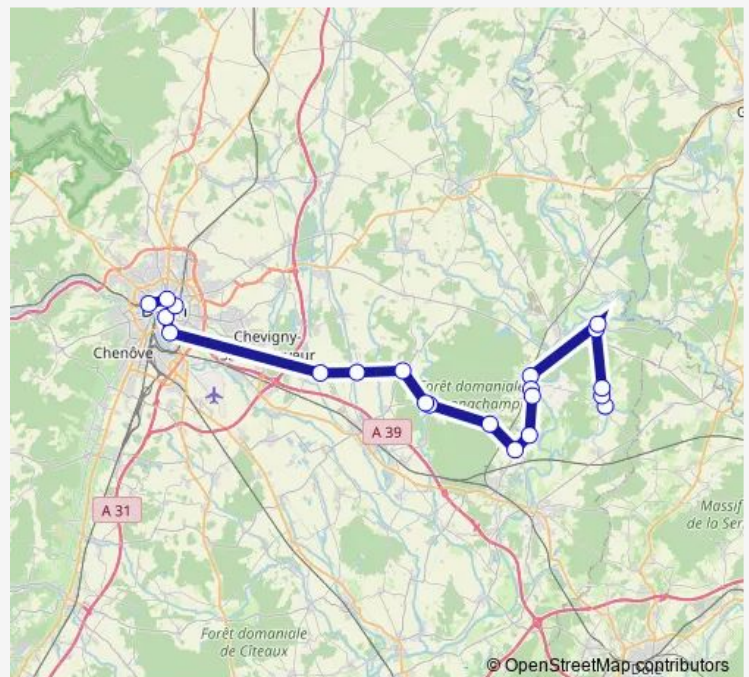 Chevigny-
Chenôve
Forêt domaniale
A 39
A 31
Massif
de la Ser
Forêt domaniale
de Cîteaux
© OpenStreetMap contributors